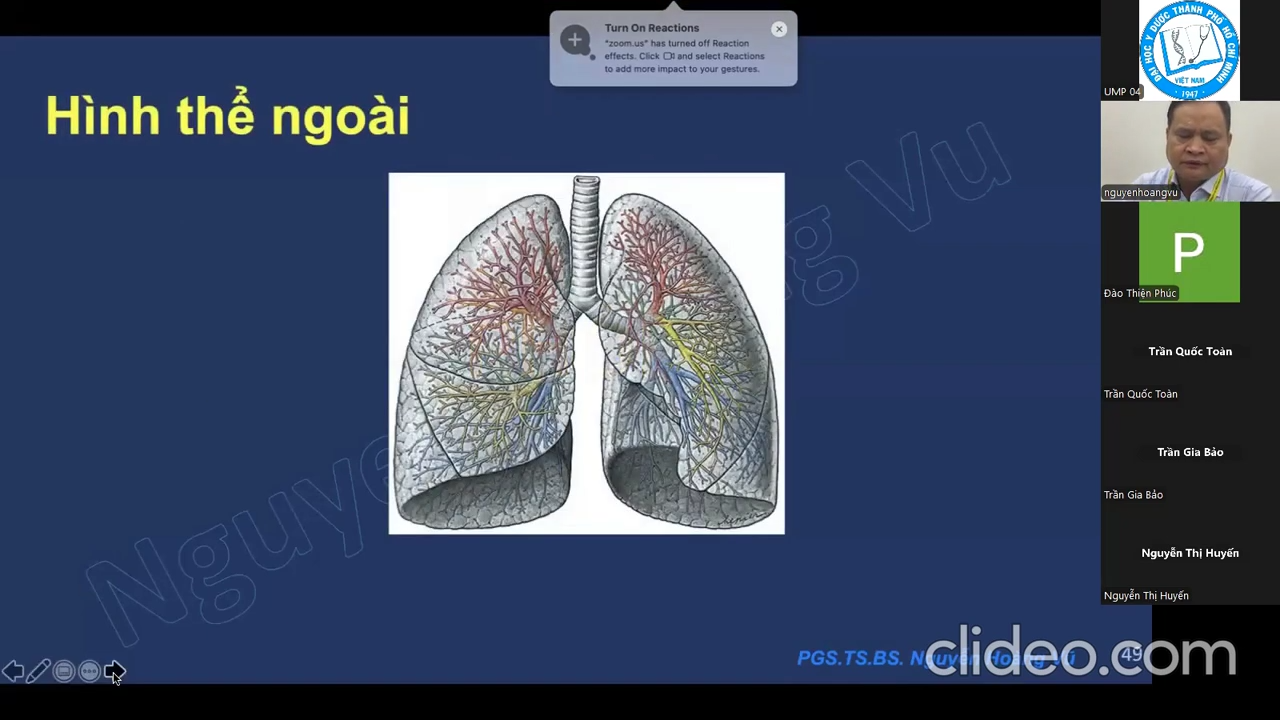 Turn On Reactions
"zoom.us" has turned off Reaction
effects. Click and select Reactions
to add more impact to your gestures.
Hình thể ngoài
Nguyễn Hoàng Vu
PGS.TS.BS. Nguyễn Hoàng Vũ
49
clideo.com
ĐẠI HỌC Y DƯỢC THÀNH PHỐ HỒ CHÍ MINH
VIỆT NAM
1947
UMP 04
nguyenhoangvu
P
Đào Thiện Phúc
Trần Quốc Toàn
Trần Quốc Toàn
Trần Gia Bảo
Trần Gia Bảo
Nguyễn Thị Huyến
Nguyễn Thị Huyến